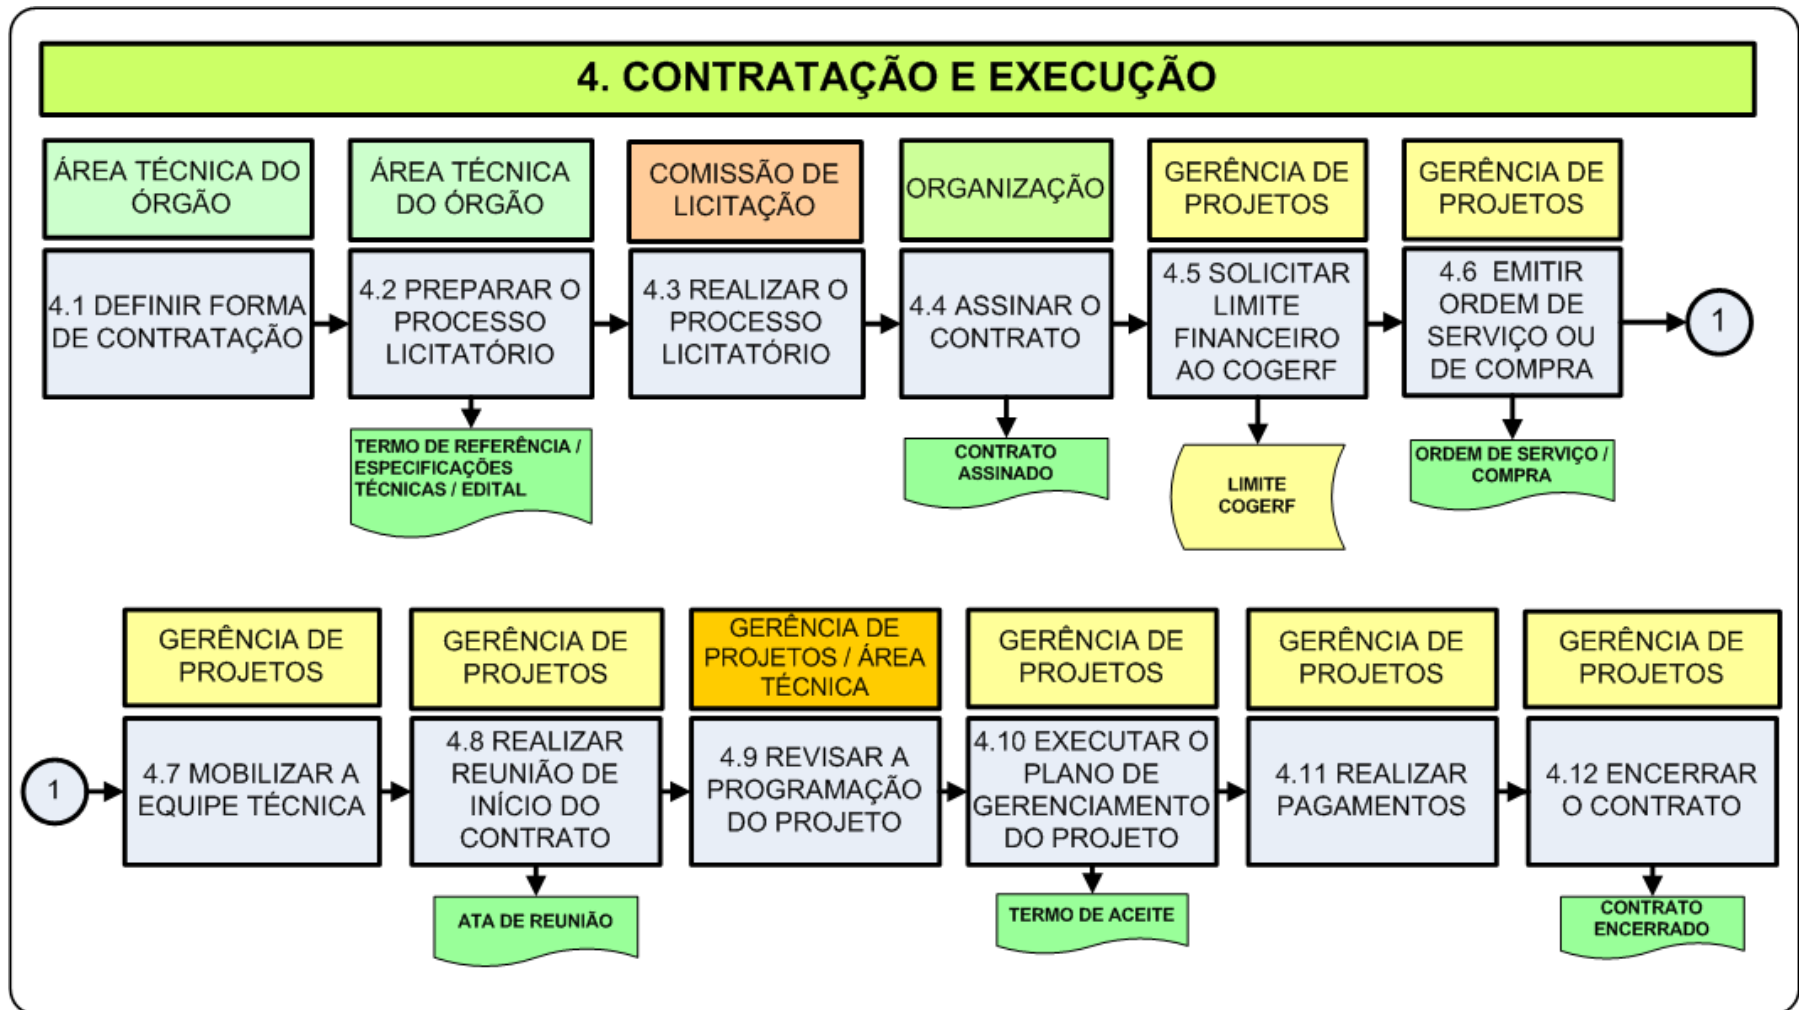 4. CONTRATAÇÃO E EXECUÇÃO
ÁREA TÉCNICA DO
ÓRGÃO
ÁREA TÉCNICA
DO ÓRGÃO
COMISSÃO DE
LICITAÇÃO
ORGANIZAÇÃO
GERÊNCIA DE
PROJETOS
GERÊNCIA DE
PROJETOS
4.1 DEFINIR FORMA
DE CONTRATAÇÃO
4.2 PREPARAR O
PROCESSO
LICITATÓRIO
4.3 REALIZAR O
PROCESSO
LICITATÓRIO
4.4 ASSINAR O
CONTRATO
4.5 SOLICITAR
LIMITE
FINANCEIRO
AO COGERF
4.6 EMITIR
ORDEM DE
SERVIÇO OU
DE COMPRA
1
TERMO DE REFERÊNCIA /
ESPECIFICAÇÕES
TÉCNICAS / EDITAL
CONTRATO
ASSINADO
LIMITE
COGERF
ORDEM DE SERVIÇO /
COMPRA
GERÊNCIA DE
PROJETOS
GERÊNCIA DE
PROJETOS
GERÊNCIA DE
PROJETOS / ÁREA
TÉCNICA
GERÊNCIA DE
PROJETOS
GERÊNCIA DE
PROJETOS
GERÊNCIA DE
PROJETOS
1
4.7 MOBILIZAR A
EQUIPE TÉCNICA
4.8 REALIZAR
REUNIÃO DE
INÍCIO DO
CONTRATO
4.9 REVISAR A
PROGRAMAÇÃO
DO PROJETO
4.10 EXECUTAR O
PLANO DE
GERENCIAMENTO
DO PROJETO
4.11 REALIZAR
PAGAMENTOS
4.12 ENCERRAR
O CONTRATO
ATA DE REUNIÃO
TERMO DE ACEITE
CONTRATO
ENCERRADO